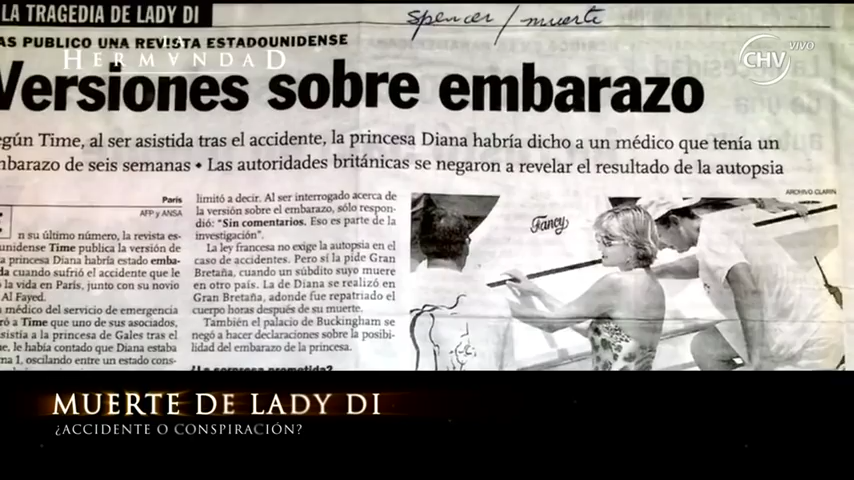 LA TRAGEDIA DE LADY DI
spencer / muerte
AS PUBLICO UNA REVISTA ESTADOUNIDENSE
LA
HERMANDAD
CHV VIVO
Versiones sobre embarazo
egún Time, al ser asistida tras el accidente, la princesa Diana habría dicho a un médico que tenía un
mbarazo de seis semanas • Las autoridades británicas se negaron a revelar el resultado de la autopsia
ARCHIVO CLARIN
París
AFP y ANSA
n su último número, la revista es-
unidense Time publica la versión de
a princesa Diana habría estado emba-
da cuando sufrió el accidente que le
ó la vida en París, junto con su novio
Al Fayed.
médico del servicio de emergencia
ró a Time que uno de sus asociados,
sistía a la princesa de Gales tras el
ue, le había contado que Diana estaba
na 1, oscilando entre un estado cons-
limitó a decir. Al ser interrogado acerca de
la versión sobre el embarazo, sólo respon-
dió: "Sin comentarios. Eso es parte de la
investigación".
La ley francesa no exige la autopsia en el
caso de accidentes. Pero sí la pide Gran
Bretaña, cuando un súbdito suyo muere
en otro país. La de Diana se realizó en
Gran Bretaña, adonde fue repatriado el
cuerpo horas después de su muerte.
También el palacio de Buckingham se
negó a hacer declaraciones sobre la posibi-
lidad del embarazo de la princesa.
¿La sorpresa prometida?
Fancy
MUERTE DE LADY DI
¿ACCIDENTE O CONSPIRACIÓN?